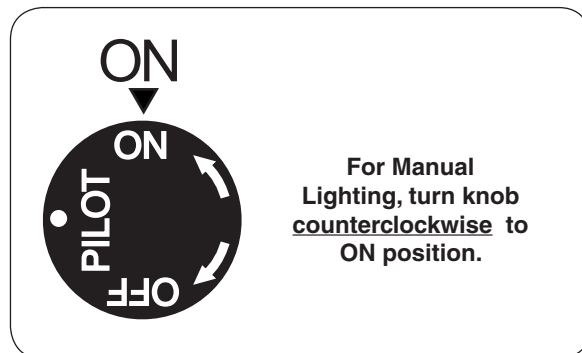 ON
ON
PILOT
OFF
For Manual
Lighting, turn knob
counterclockwise to
ON position.